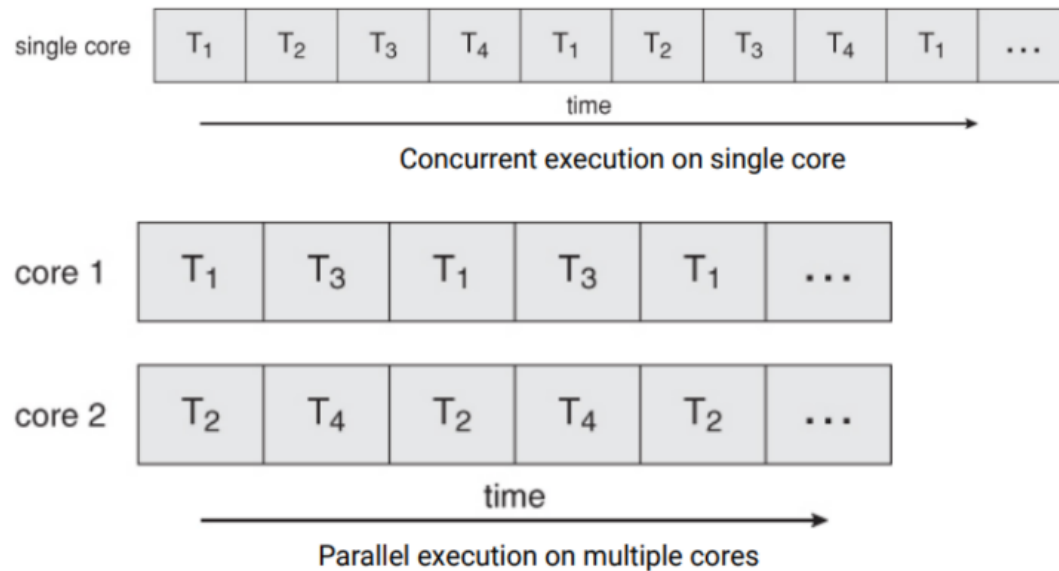 single core T₁ T₂ T₃ T₄ T₁ T₂ T₃ T₄ T₁ ...
time
Concurrent execution on single core
core 1 T₁ T₃ T₁ T₃ T₁ ...
core 2 T₂ T₄ T₂ T₄ T₂ ...
time
Parallel execution on multiple cores